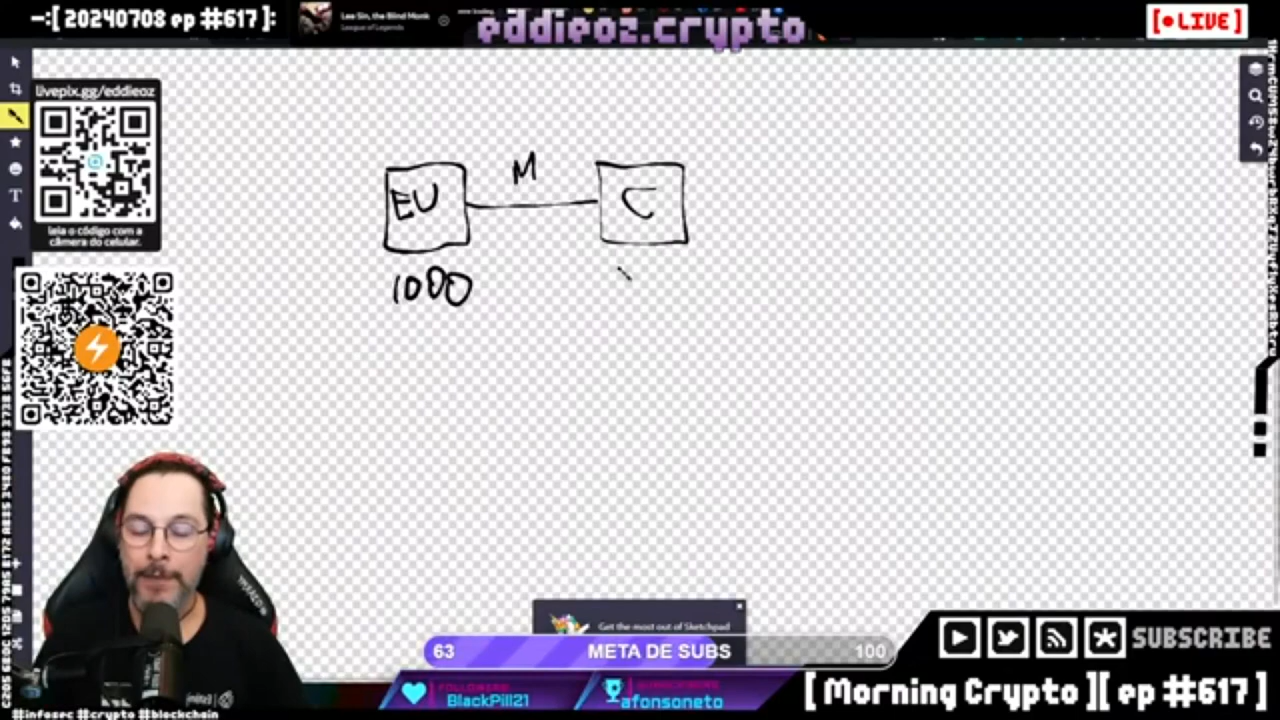 -:[ 20240708 ep #617 ]:
Lee Sin, the Blind Monk
League of Legends
eddieoz.crypto
[•LIVE]
livepix.gg/eddieoz
leia o código com a
câmera do celular.
M
EU
C
1000
T
Get the most out of Sketchpad
63
META DE SUBS
100
SUBSCRIBE
BlackPill21
afonsoneto
[ Morning Crypto ][ ep #617 ]
#infosec #crypto #blockchain